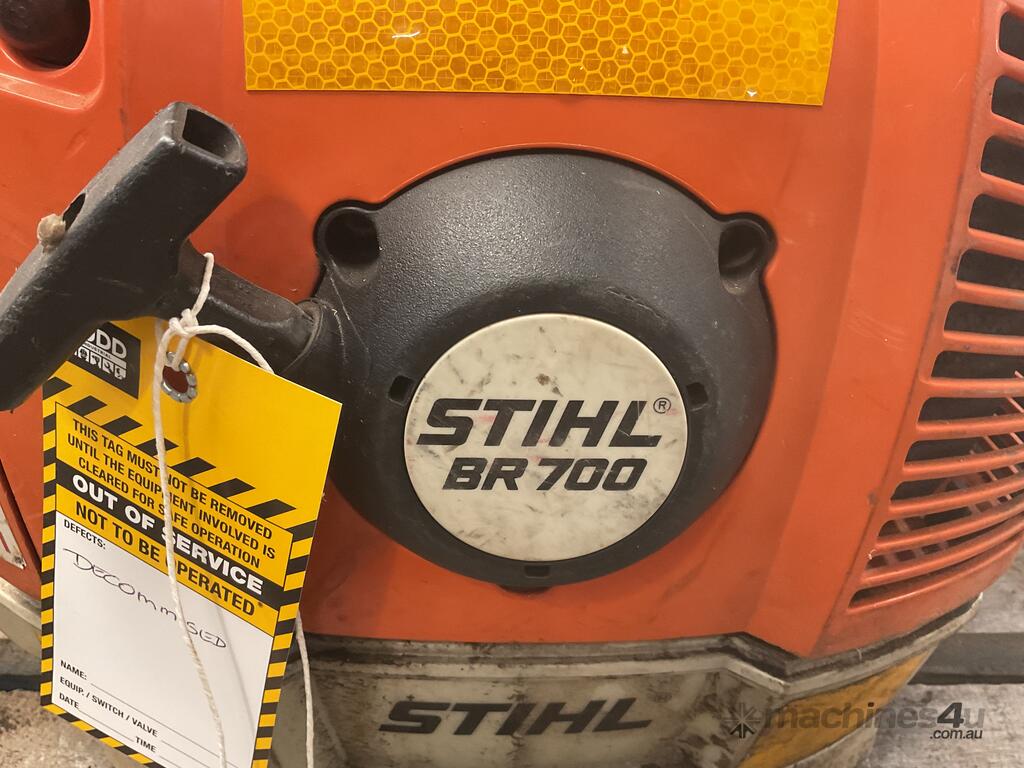 STIHL®
BR 700
THIS TAG MUST NOT BE REMOVED
UNTIL THE EQUIPMENT INVOLVED IS
CLEARED FOR SAFE OPERATION
OUT OF SERVICE
NOT TO BE OPERATED
DEFECTS:
DECOMMISED
NAME:
EQUIP. / SWITCH / VALVE
DATE
TIME
STIHL
machines4u
.com.au